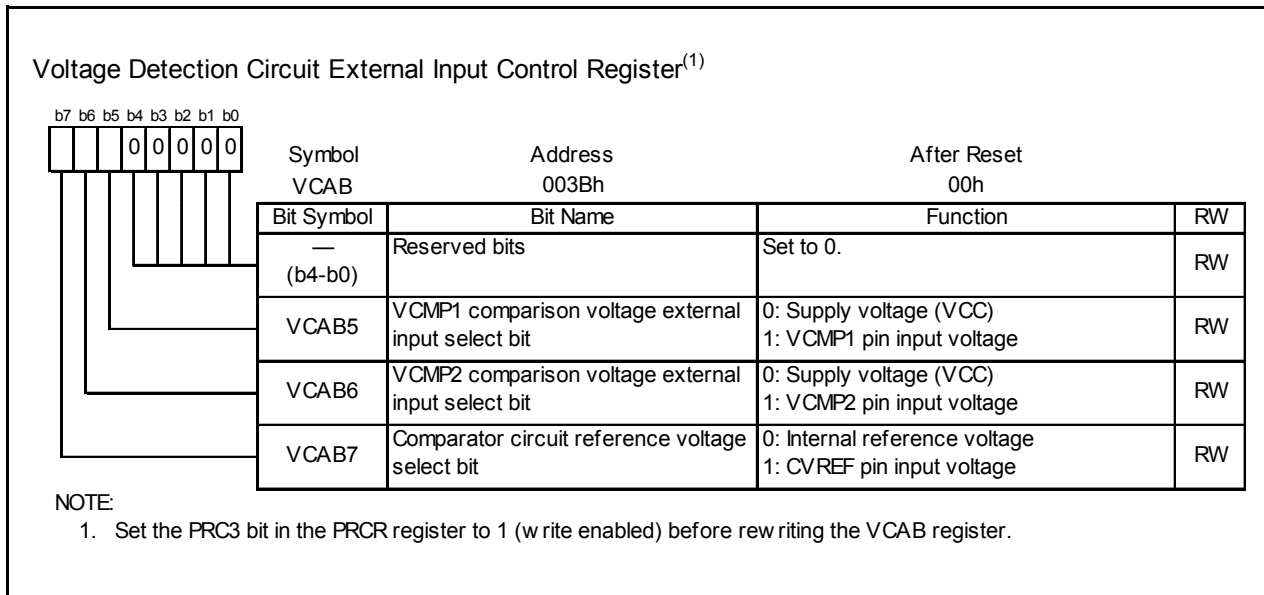 Voltage Detection Circuit External Input Control Register(1)
b7 b6 b5 b4 b3 b2 b1 b0
0 0 0 0 0
Symbol Address After Reset
VCAB 003Bh 00h
Bit Symbol Bit Name Function RW
— (b4-b0) Reserved bits Set to 0. RW
VCAB5 VCMP1 comparison voltage external input select bit 0: Supply voltage (VCC) 1: VCMP1 pin input voltage RW
VCAB6 VCMP2 comparison voltage external input select bit 0: Supply voltage (VCC) 1: VCMP2 pin input voltage RW
VCAB7 Comparator circuit reference voltage select bit 0: Internal reference voltage 1: CVREF pin input voltage RW
NOTE:
1. Set the PRC3 bit in the PRCR register to 1 (write enabled) before rewriting the VCAB register.